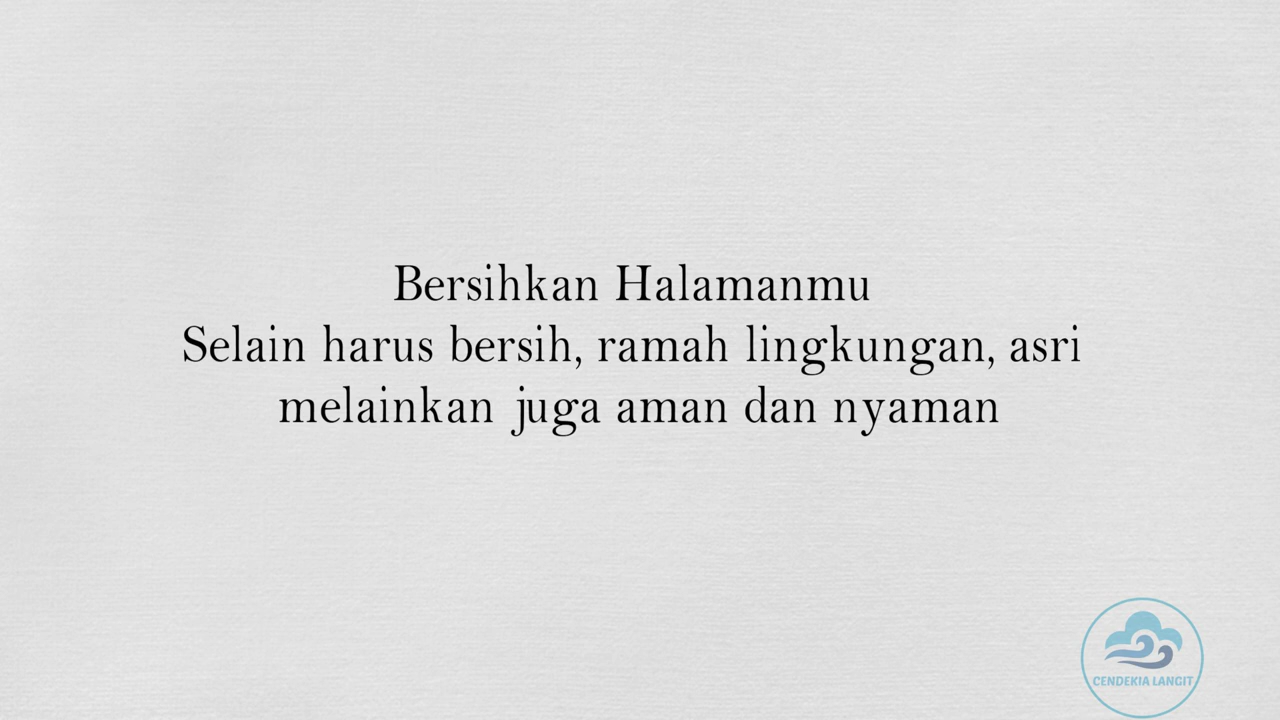 Bersihkan Halamanmu
Selain harus bersih, ramah lingkungan, asri
melainkan juga aman dan nyaman
CENDEKIA LANGIT